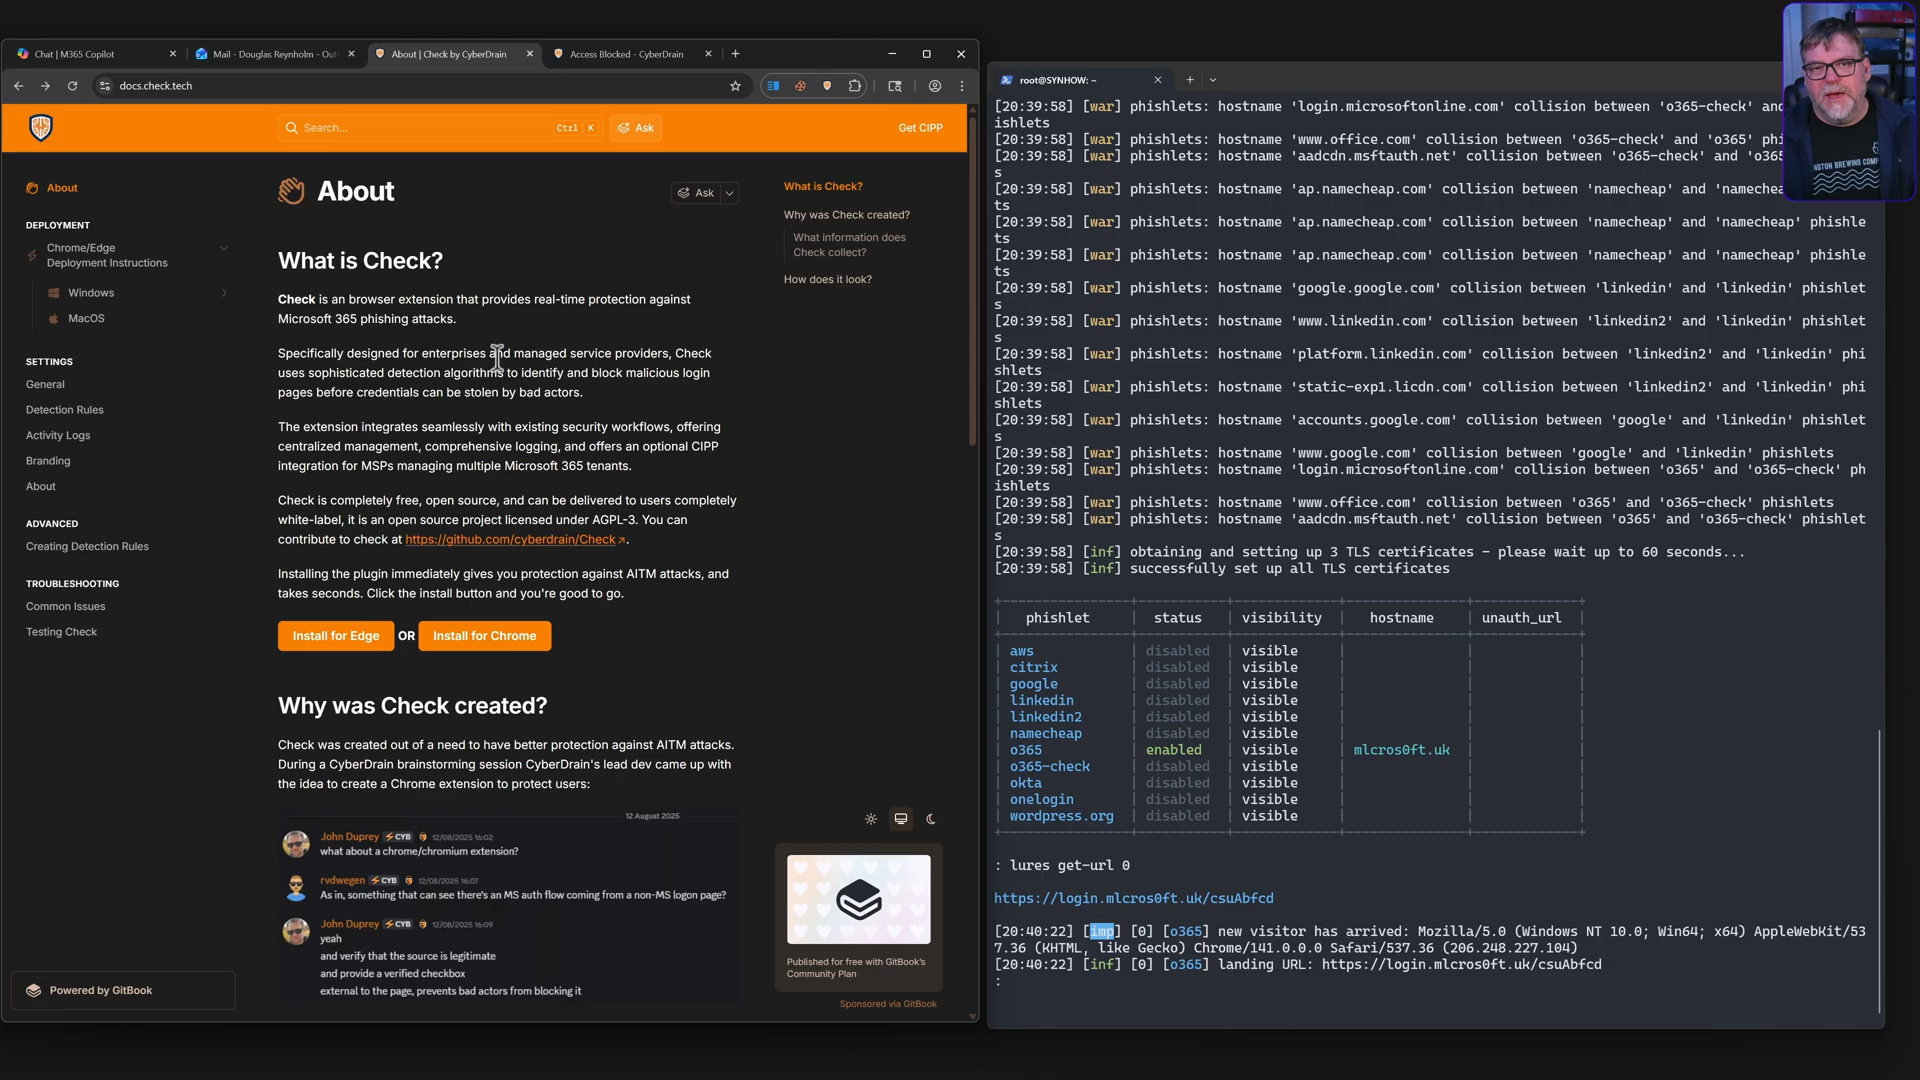 Chat | M365 Copilot
Mail - Douglas Reynholm - Out
About | Check by CyberDrain
Access Blocked - CyberDrain
docs.check.tech
Search...
Ctrl K
Ask
Get CIPP
About
DEPLOYMENT
Chrome/Edge
Deployment Instructions
Windows
MacOS
SETTINGS
General
Detection Rules
Activity Logs
Branding
About
ADVANCED
Creating Detection Rules
TROUBLESHOOTING
Common Issues
Testing Check
Powered by GitBook
About
Ask
What is Check?
Check is an browser extension that provides real-time protection against
Microsoft 365 phishing attacks.
Specifically designed for enterprises and managed service providers, Check
uses sophisticated detection algorithms to identify and block malicious login
pages before credentials can be stolen by bad actors.
The extension integrates seamlessly with existing security workflows, offering
centralized management, comprehensive logging, and offers an optional CIPP
integration for MSPs managing multiple Microsoft 365 tenants.
Check is completely free, open source, and can be delivered to users completely
white-label, it is an open source project licensed under AGPL-3. You can
contribute to check at https://github.com/cyberdrain/Check↗.
Installing the plugin immediately gives you protection against AITM attacks, and
takes seconds. Click the install button and you're good to go.
Install for Edge OR Install for Chrome
Why was Check created?
Check was created out of a need to have better protection against AITM attacks.
During a CyberDrain brainstorming session CyberDrain's lead dev came up with
the idea to create a Chrome extension to protect users:
12 August 2025
John Duprey CYB 12/08/2025 16:02
what about a chrome/chromium extension?
rvdwegen CYB 12/08/2025 16:07
As in, something that can see there's an MS auth flow coming from a non-MS logon page?
John Duprey CYB 12/08/2025 16:09
yeah
and verify that the source is legitimate
and provide a verified checkbox
external to the page, prevents bad actors from blocking it
What is Check?
Why was Check created?
What information does
Check collect?
How does it look?
Published for free with GitBook's
Community Plan
Sponsored via GitBook
root@SYNHOW: ~
[20:39:58] [war] phishlets: hostname 'login.microsoftonline.com' collision between 'o365-check' and
ishlets
[20:39:58] [war] phishlets: hostname 'www.office.com' collision between 'o365-check' and 'o365' ph
[20:39:58] [war] phishlets: hostname 'aadcdn.msftauth.net' collision between 'o365-check' and 'o36
s
[20:39:58] [war] phishlets: hostname 'ap.namecheap.com' collision between 'namecheap' and 'namech
ts
[20:39:58] [war] phishlets: hostname 'ap.namecheap.com' collision between 'namecheap' and 'namecheap' phishle
ts
[20:39:58] [war] phishlets: hostname 'ap.namecheap.com' collision between 'namecheap' and 'namecheap' phishle
ts
[20:39:58] [war] phishlets: hostname 'google.google.com' collision between 'linkedin' and 'linkedin' phishlet
s
[20:39:58] [war] phishlets: hostname 'www.linkedin.com' collision between 'linkedin2' and 'linkedin' phishlet
s
[20:39:58] [war] phishlets: hostname 'platform.linkedin.com' collision between 'linkedin2' and 'linkedin' phi
shlets
[20:39:58] [war] phishlets: hostname 'static-exp1.licdn.com' collision between 'linkedin2' and 'linkedin' phi
shlets
[20:39:58] [war] phishlets: hostname 'accounts.google.com' collision between 'google' and 'linkedin' phishlet
s
[20:39:58] [war] phishlets: hostname 'www.google.com' collision between 'google' and 'linkedin' phishlets
[20:39:58] [war] phishlets: hostname 'login.microsoftonline.com' collision between 'o365' and 'o365-check' ph
ishlets
[20:39:58] [war] phishlets: hostname 'www.office.com' collision between 'o365' and 'o365-check' phishlets
[20:39:58] [war] phishlets: hostname 'aadcdn.msftauth.net' collision between 'o365' and 'o365-check' phishlet
s
[20:39:58] [inf] obtaining and setting up 3 TLS certificates - please wait up to 60 seconds...
[20:39:58] [inf] successfully set up all TLS certificates
phishlet | status | visibility | hostname | unauth_url
aws | disabled | visible
citrix | disabled | visible
google | disabled | visible
linkedin | disabled | visible
linkedin2 | disabled | visible
namecheap | disabled | visible
o365 | enabled | visible | mlcros0ft.uk
o365-check | disabled | visible
okta | disabled | visible
onelogin | disabled | visible
wordpress.org | disabled | visible
: lures get-url 0
https://login.mlcros0ft.uk/csuAbfcd
[20:40:22] [imp] [0] [o365] new visitor has arrived: Mozilla/5.0 (Windows NT 10.0; Win64; x64) AppleWebKit/53
7.36 (KHTML, like Gecko) Chrome/141.0.0.0 Safari/537.36 (206.248.227.104)
[20:40:22] [inf] [0] [o365] landing URL: https://login.mlcros0ft.uk/csuAbfcd
: